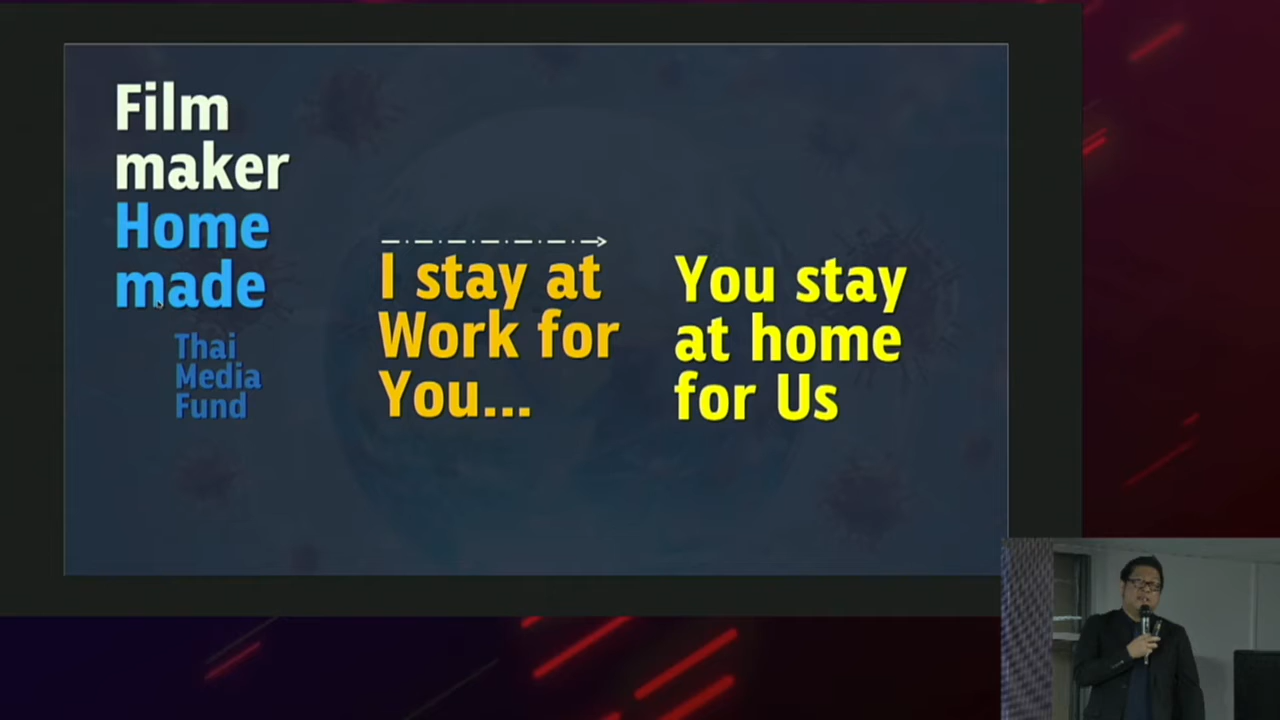 Film
maker
Home
made
Thai
Media
Fund
I stay at
Work for
You...
You stay
at home
for Us